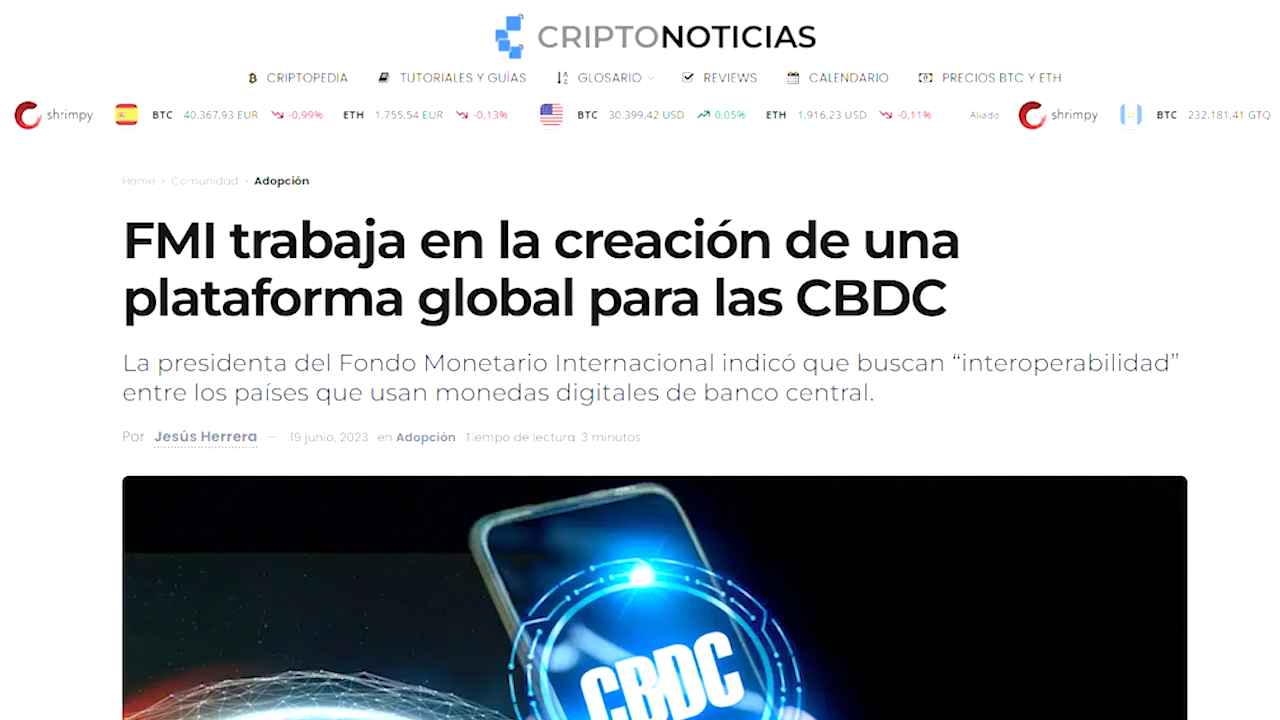 CRIPTONOTICIAS
CRIPTOPEDIA TUTORIALES Y GUÍAS GLOSARIO REVIEWS CALENDARIO PRECIOS BTC Y ETH
shrimpy BTC 40.367,93 EUR -0,99% ETH 1.755,54 EUR -0,13% BTC 30.399,42 USD 0,05% ETH 1.916,23 USD -0,11% Aliado shrimpy BTC 232.181,41 GTQ
Home › Comunidad › Adopción
FMI trabaja en la creación de una
plataforma global para las CBDC
La presidenta del Fondo Monetario Internacional indicó que buscan “interoperabilidad”
entre los países que usan monedas digitales de banco central.
Por Jesús Herrera — 19 junio, 2023 en Adopción Tiempo de lectura: 3 minutos
CBDC